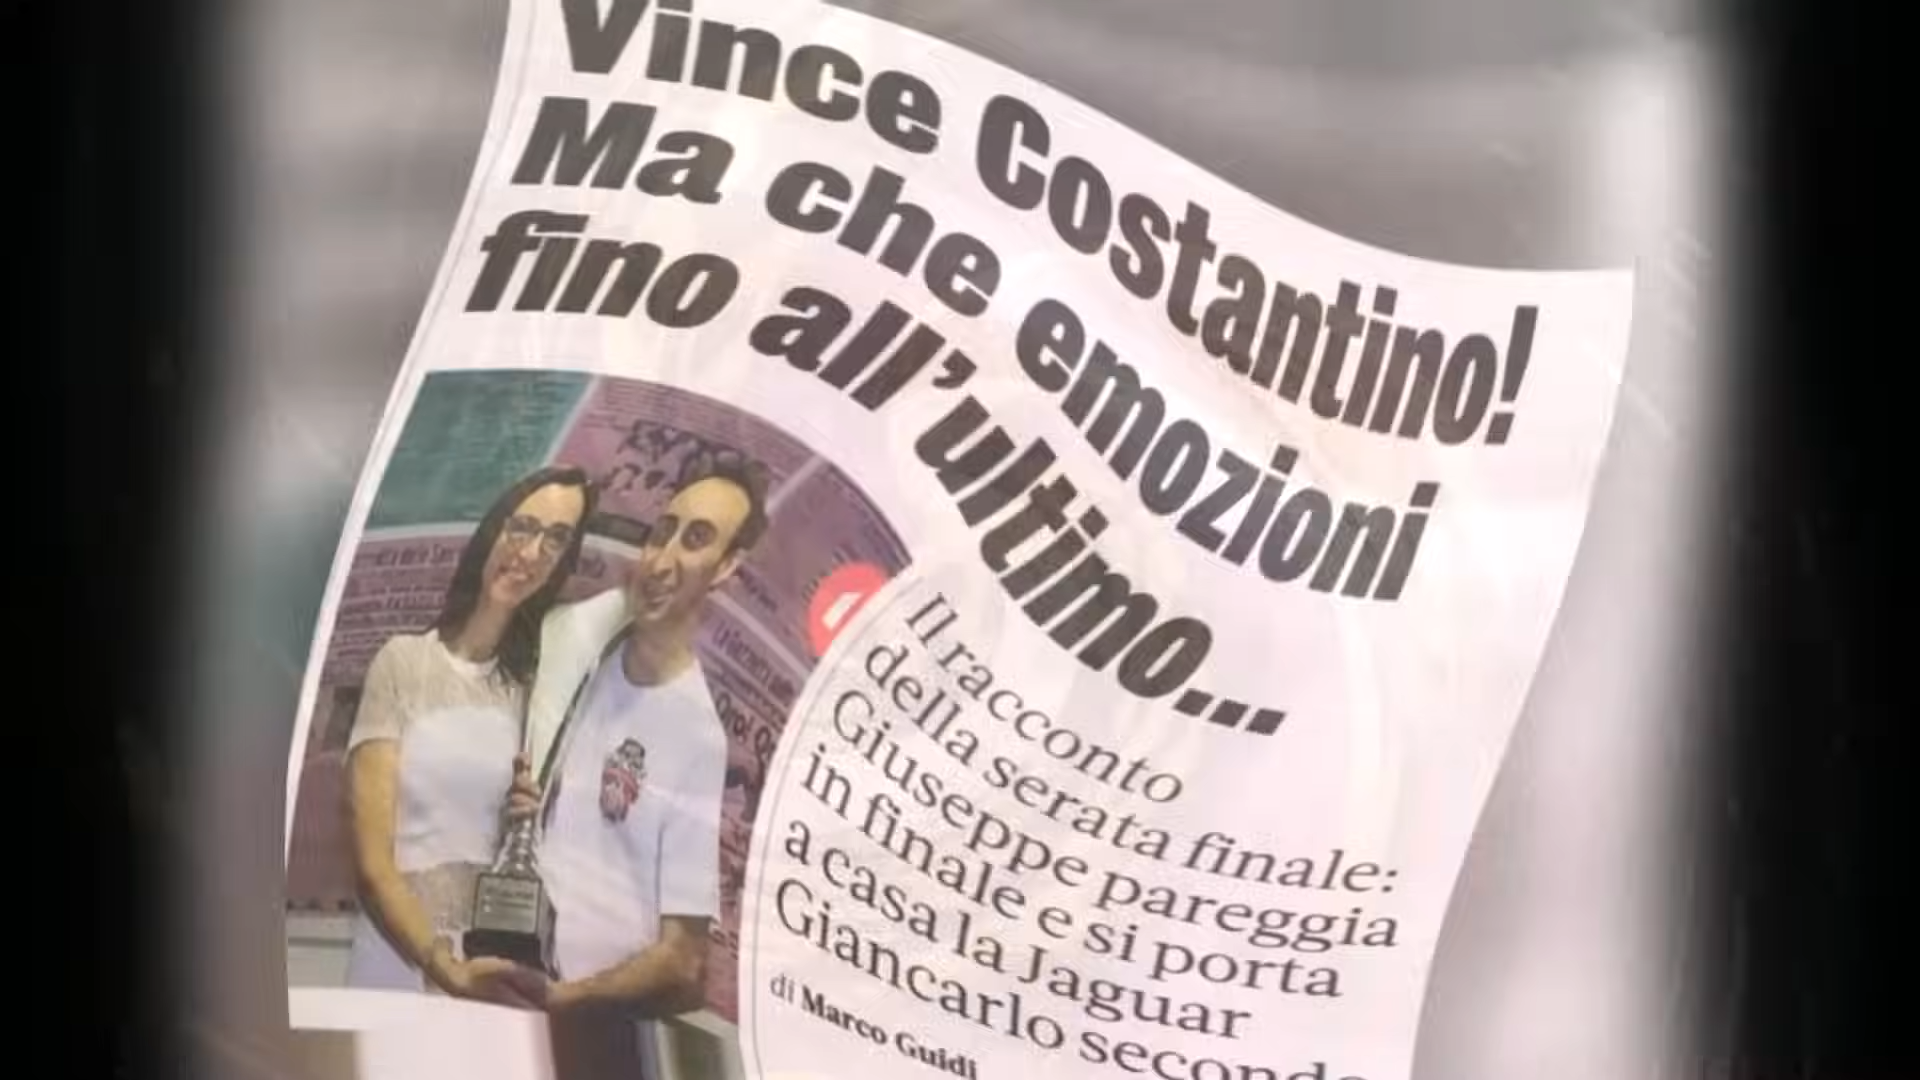 Vince Costantino!
Ma che emozioni
fino all'ultimo...
Il racconto
della serata finale:
Giuseppe pareggia
in finale e si porta
a casa la Jaguar
Giancarlo secondo
di Marco Guidi